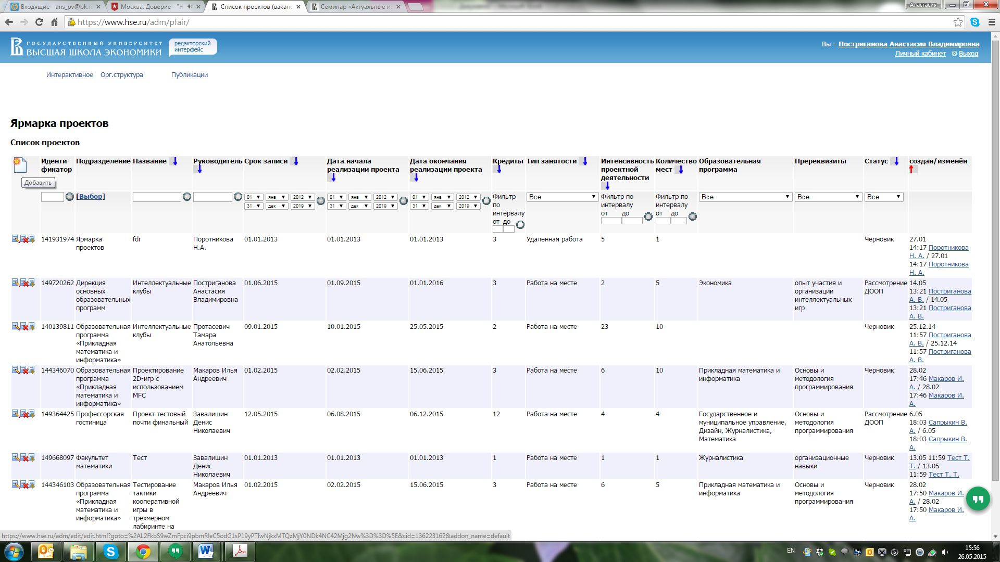 Входящие - ans_pv@bk.ru
Москва. Доверие - "Н
Список проектов (вакан
Семинар «Актуальные ис
Анастасия
https://www.hse.ru/adm/pfair/
ГОСУДАРСТВЕННЫЙ УНИВЕРСИТЕТ
ВЫСШАЯ ШКОЛА ЭКОНОМИКИ
редакторский
интерфейс
Вы – Постриганова Анастасия Владимировна
Личный кабинет Выход
Интерактивное Орг.структура Публикации
Ярмарка проектов
Список проектов
Добавить
Иденти-
фикатор
Подразделение
Название
Руководитель
Срок записи
Дата начала
реализации проекта
Дата окончания
реализации проекта
Кредиты
Тип занятости
Интенсивность
проектной
деятельности
Количество
мест
Образовательная
программа
Пререквизиты
Статус
создан/изменён
[Выбор]
01 янв 2012
31 дек 2019
01 янв 2012
31 дек 2019
01 янв 2012
31 дек 2019
Фильтр
по
интервалу
от до
Все
Фильтр по
интервалу
от до
Фильтр по
интервалу
от до
Все
Все
Все
141931974
Ярмарка
проектов
fdr
Поротникова
Н.А.
01.01.2013
01.01.2013
01.01.2013
3
Удаленная работа
5
1
Черновик
27.01
14:17 Поротникова
Н. А. / 27.01
14:17 Поротникова
Н. А.
149720262
Дирекция
основных
образовательных
программ
Интеллектуальные
клубы
Постриганова
Анастасия
Владимировна
01.06.2015
01.09.2015
01.01.2016
3
Работа на месте
2
5
Экономика
опыт участия и
организации
интеллектуальных
игр
Рассмотрение
ДООП
14.05
13:21 Постриганова
А. В. / 14.05
13:21 Постриганова
А. В.
140139811
Образовательная
программа
«Прикладная
математика и
информатика»
Интеллектуальные
клубы
Протасевич
Тамара
Анатольевна
09.01.2015
10.01.2015
25.05.2015
2
Работа на месте
23
10
Черновик
25.12.14
11:57 Постриганова
А. В. / 25.12.14
11:57 Постриганова
А. В.
144346070
Образовательная
программа
«Прикладная
математика и
информатика»
Проектирование
2D-игр с
использованием
MFC
Макаров Илья
Андреевич
01.02.2015
02.02.2015
15.06.2015
3
Работа на месте
6
10
Прикладная математика и
информатика
Основы и
методология
программирования
Черновик
28.02
17:46 Макаров И.
А. / 28.02
17:46 Макаров И.
А.
149364425
Профессорская
гостиница
Проект тестовый
почти финальный
Завалишин
Денис
Николаевич
12.05.2015
06.08.2015
06.12.2015
12
Работа на месте
4
4
Государственное и
муниципальное управление,
Дизайн, Журналистика,
Математика
Основы и
методология
программирования
Рассмотрение
ДООП
6.05
18:03 Сапрыкин В.
А. / 6.05
18:03 Сапрыкин В.
А.
149668097
Факультет
математики
Тест
Завалишин
Денис
Николаевич
01.01.2013
01.01.2013
01.01.2013
1
Работа на месте
1
1
Журналистика
организационные
навыки
Черновик
13.05 11:59 Тест Т.
Т. / 13.05
11:59 Тест Т. Т.
144346103
Образовательная
программа
«Прикладная
математика и
информатика»
Тестирование
тактики
кооперативной
игры в
трехмерном
лабиринте на
Макаров Илья
Андреевич
01.02.2015
02.02.2015
15.06.2015
3
Работа на месте
6
5
Прикладная математика и
информатика
Основы и
методология
программирования
Черновик
28.02
17:50 Макаров И.
А. / 28.02
17:50 Макаров И.
А.
https://www.hse.ru/adm/edit/edit.html?goto=%2AL2FkbS9wZmFpci9pbmRleC5odG1sP19yPTIwNjkxMTQzMjY0NDk4NC42Mjg2Nw%3D%3D%5E&cid=136223162&addon_name=default
EN
15:56
26.05.2015